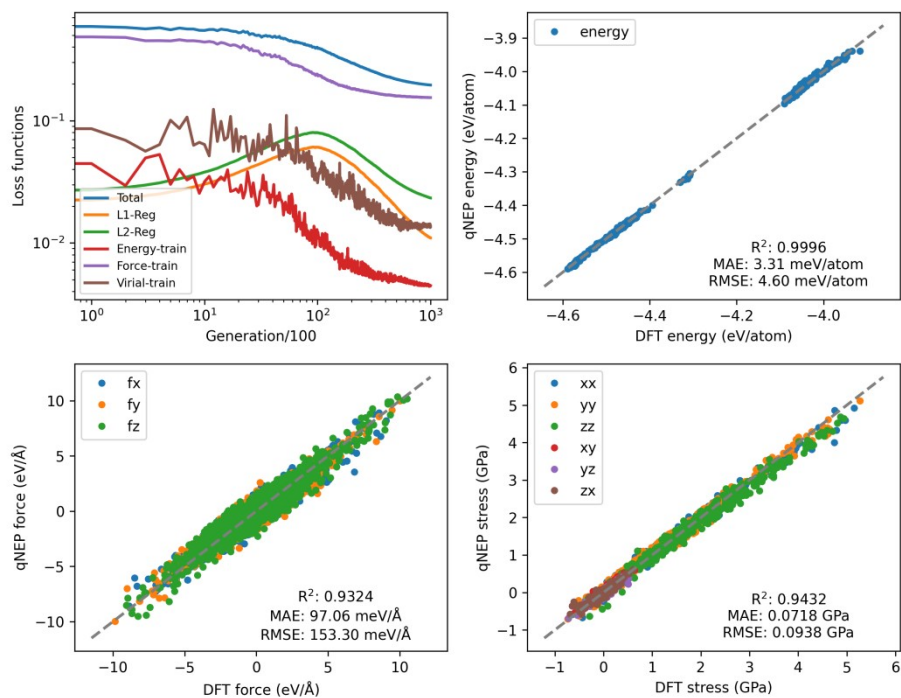 Loss functions
10⁻¹
10⁻²
Total
L1-Reg
L2-Reg
Energy-train
Force-train
Virial-train
10⁰
10¹
10²
10³
Generation/100
qNEP energy (eV/atom)
−3.9
−4.0
−4.1
−4.2
−4.3
−4.4
−4.5
−4.6
energy
R²: 0.9996
MAE: 3.31 meV/atom
RMSE: 4.60 meV/atom
−4.6
−4.4
−4.2
−4.0
DFT energy (eV/atom)
qNEP force (eV/Å)
10
5
0
−5
−10
fx
fy
fz
R²: 0.9324
MAE: 97.06 meV/Å
RMSE: 153.30 meV/Å
−10
−5
0
5
10
DFT force (eV/Å)
qNEP stress (GPa)
6
5
4
3
2
1
0
−1
xx
yy
zz
xy
yz
zx
R²: 0.9432
MAE: 0.0718 GPa
RMSE: 0.0938 GPa
−1
0
1
2
3
4
5
6
DFT stress (GPa)